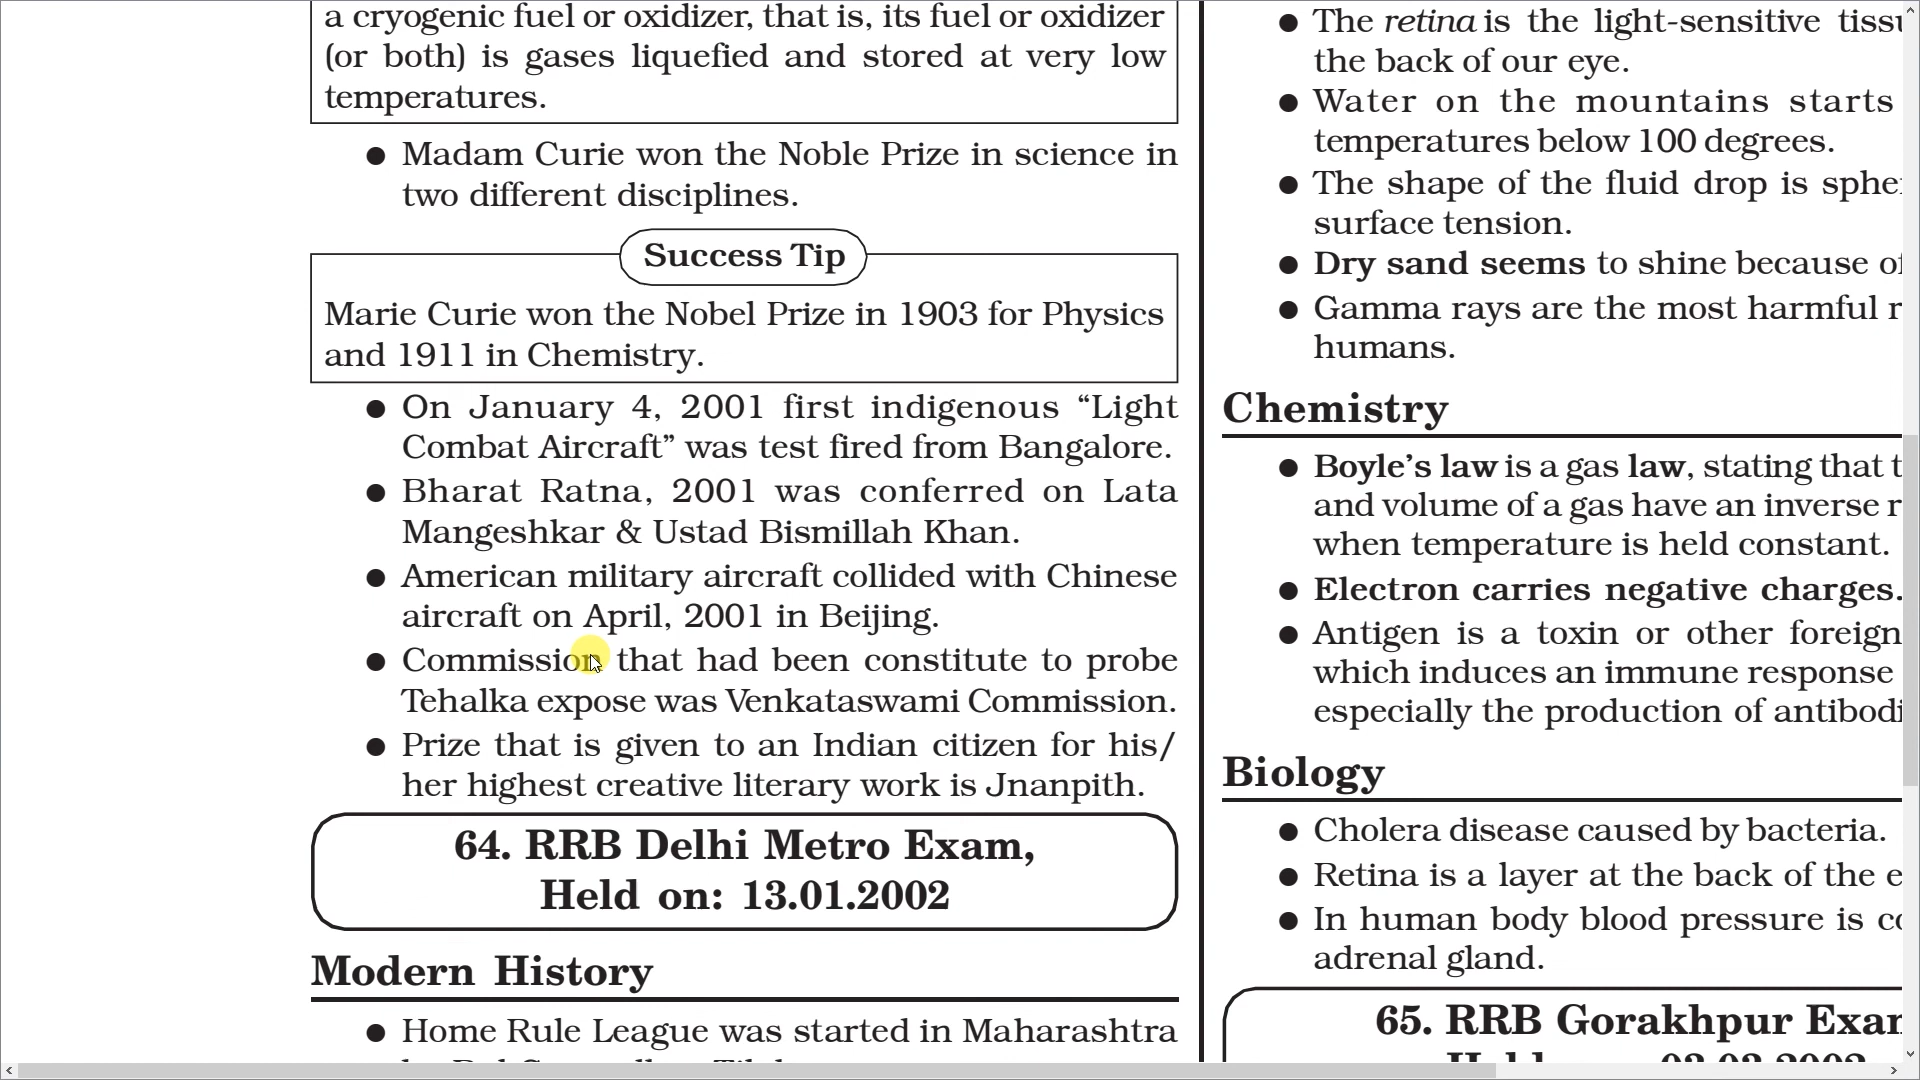 a cryogenic fuel or oxidizer, that is, its fuel or oxidizer
(or both) is gases liquefied and stored at very low
temperatures.
● Madam Curie won the Noble Prize in science in
two different disciplines.
Success Tip
Marie Curie won the Nobel Prize in 1903 for Physics
and 1911 in Chemistry.
● On January 4, 2001 first indigenous “Light
Combat Aircraft” was test fired from Bangalore.
● Bharat Ratna, 2001 was conferred on Lata
Mangeshkar & Ustad Bismillah Khan.
● American military aircraft collided with Chinese
aircraft on April, 2001 in Beijing.
● Commission that had been constitute to probe
Tehalka expose was Venkataswami Commission.
● Prize that is given to an Indian citizen for his/
her highest creative literary work is Jnanpith.
64. RRB Delhi Metro Exam,
Held on: 13.01.2002
Modern History
● Home Rule League was started in Maharashtra
● The retina is the light-sensitive
the back of our eye.
● Water on the mountains starts
temperatures below 100 degrees.
● The shape of the fluid drop is
surface tension.
● Dry sand seems to shine because
● Gamma rays are the most harmful
humans.
Chemistry
● Boyle’s law is a gas law, stating that
and volume of a gas have an inverse
when temperature is held constant.
● Electron carries negative charges.
● Antigen is a toxin or other foreign
which induces an immune response
especially the production of
Biology
● Cholera disease caused by bacteria.
● Retina is a layer at the back of the
● In human body blood pressure is
adrenal gland.
65. RRB Gorakhpur